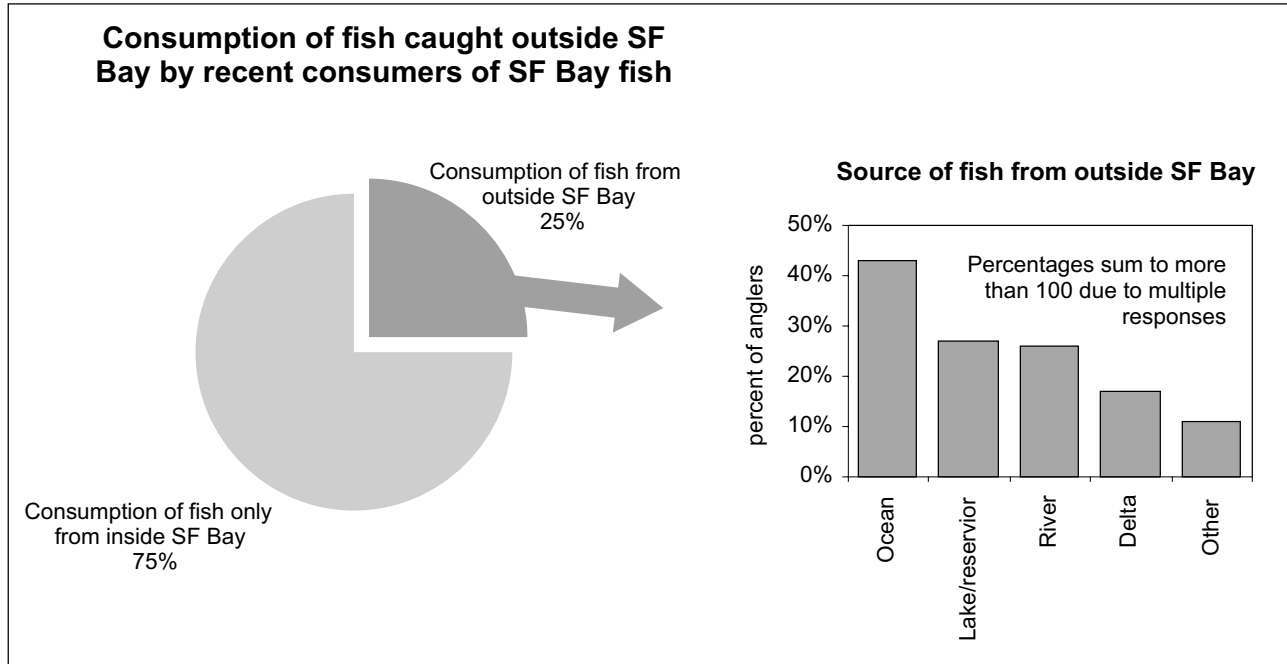 Consumption of fish caught outside SF
Bay by recent consumers of SF Bay fish
Consumption of fish from
outside SF Bay
25%
Consumption of fish only
from inside SF Bay
75%
Source of fish from outside SF Bay
percent of anglers
50%
40%
30%
20%
10%
0%
Percentages sum to more
than 100 due to multiple
responses
Ocean
Lake/reservior
River
Delta
Other